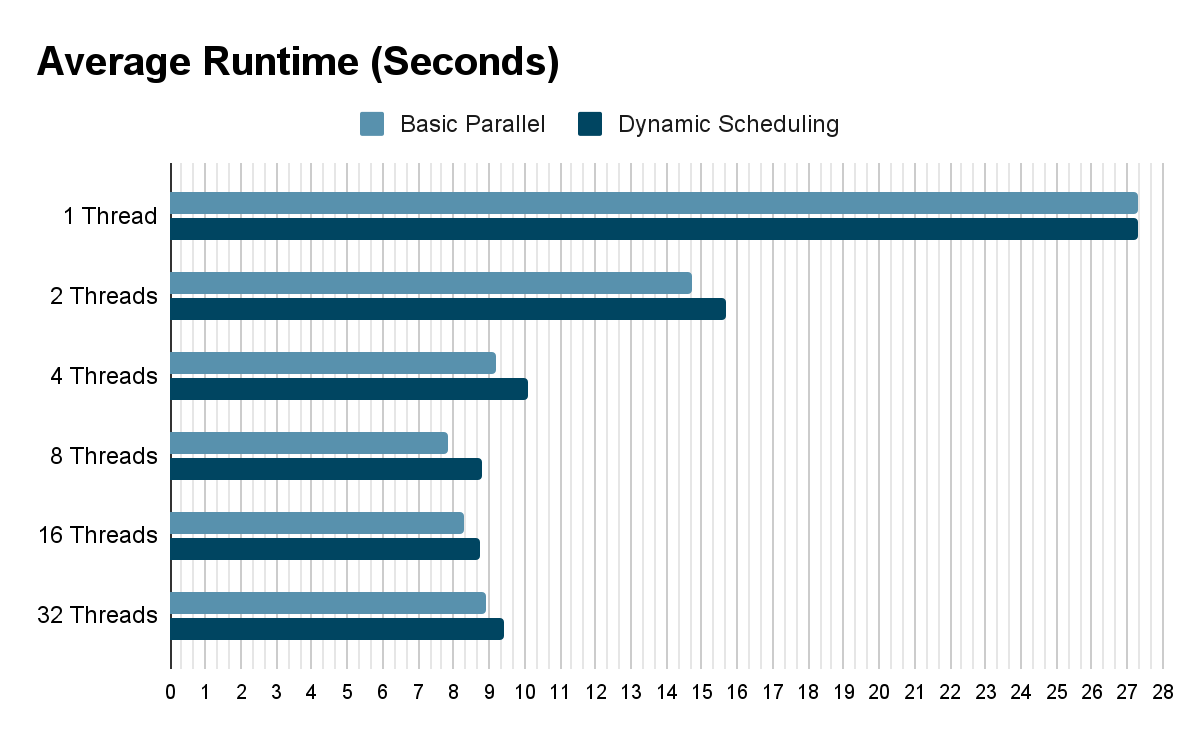 Average Runtime (Seconds)
Basic Parallel Dynamic Scheduling
1 Thread
2 Threads
4 Threads
8 Threads
16 Threads
32 Threads
0 1 2 3 4 5 6 7 8 9 10 11 12 13 14 15 16 17 18 19 20 21 22 23 24 25 26 27 28